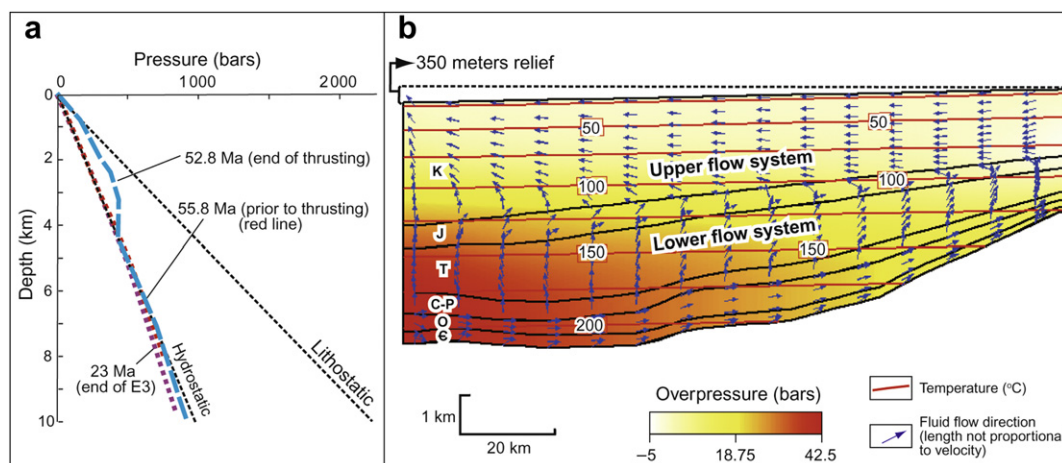 a
Pressure (bars)
0
1000
2000
0
2
4
6
8
10
Depth (km)
52.8 Ma (end of thrusting)
55.8 Ma (prior to thrusting)
(red line)
23 Ma
(end of E3)
Hydrostatic
Lithostatic
b
350 meters relief
50
50
Upper flow system
K
100
100
J
Lower flow system
150
150
T
C-P
O
200
Є
1 km
20 km
Overpressure (bars)
–5
18.75
42.5
Temperature (°C)
Fluid flow direction
(length not proportional
to velocity)